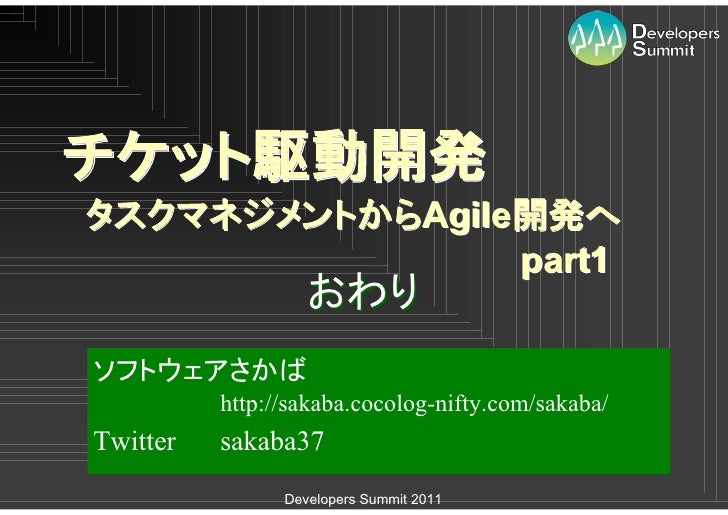 Developers
Summit
チケット駆動開発
タスクマネジメントからAgile開発へ
part1
おわり
ソフトウェアさかば
http://sakaba.cocolog-nifty.com/sakaba/
Twitter sakaba37
Developers Summit 2011